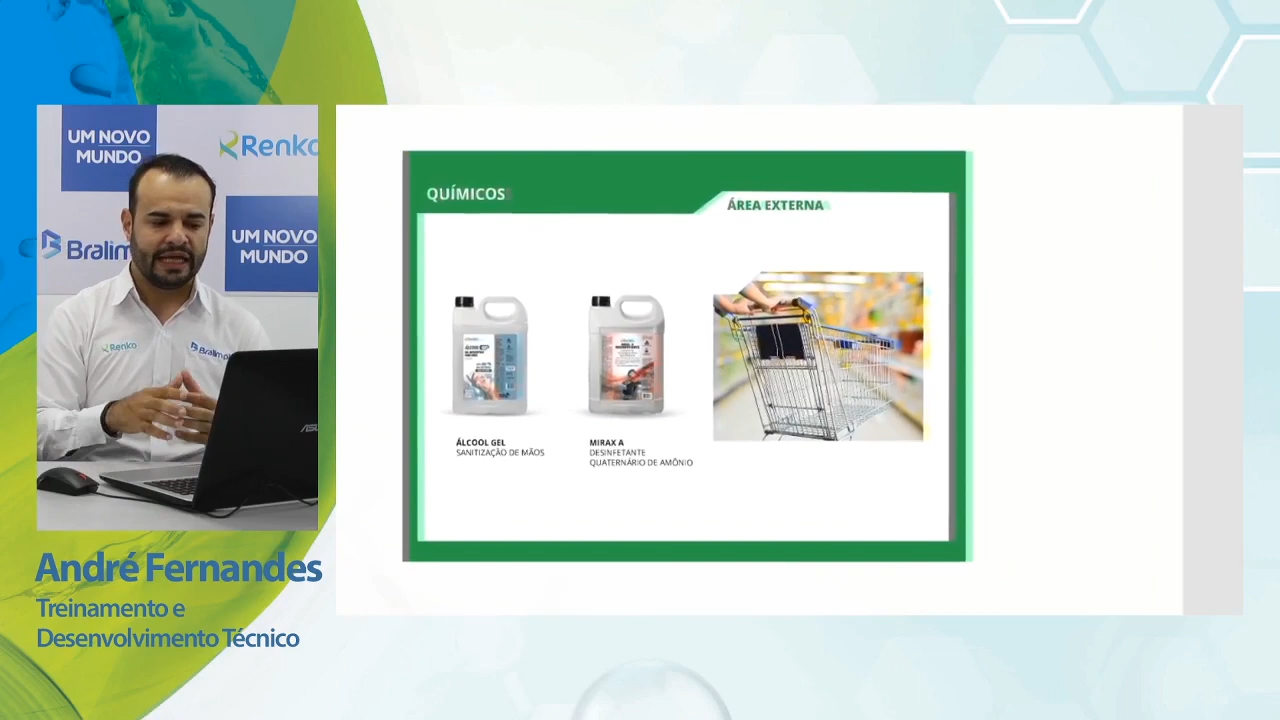 UM NOVO
MUNDO
Renko
Bralim
UM NOVO
MUNDO
Renko
Bralimpia
André Fernandes
Treinamento e
Desenvolvimento Técnico
QUÍMICOS
ÁREA EXTERNA
ÁLCOOL GEL
SANITIZAÇÃO DE MÃOS
MIRAX A
DESINFETANTE
QUATERNÁRIO DE AMÔNIO